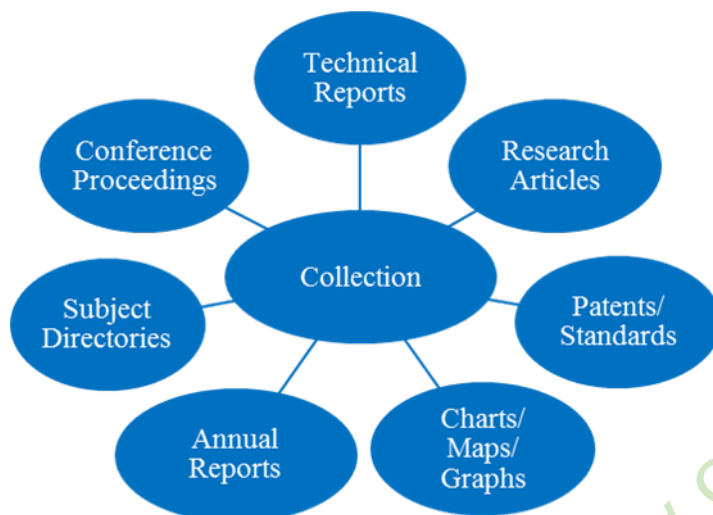 Technical
Reports
Conference
Proceedings
Research
Articles
Collection
Subject
Directories
Patents/
Standards
Annual
Reports
Charts/
Maps/
Graphs